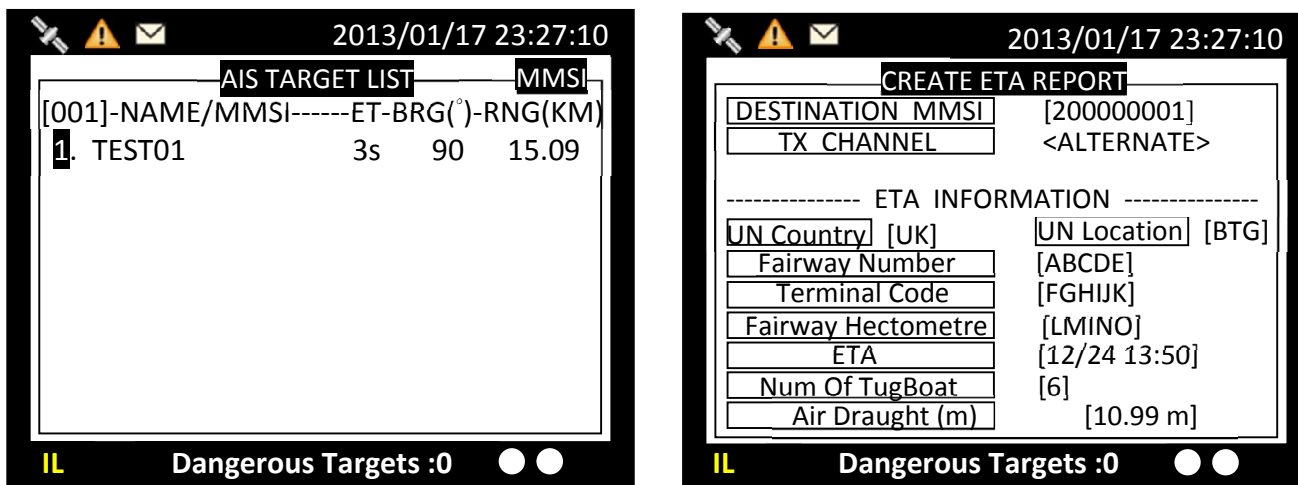 2013/01/17 23:27:10
AIS TARGET LIST MMSI
[001]-NAME/MMSI------ET-BRG(°)-RNG(KM)
1. TEST01 3s 90 15.09
IL Dangerous Targets :0
2013/01/17 23:27:10
CREATE ETA REPORT
DESTINATION MMSI [200000001]
TX CHANNEL <ALTERNATE>
--------------- ETA INFORMATION ---------------
UN Country [UK] UN Location [BTG]
Fairway Number [ABCDE]
Terminal Code [FGHIJK]
Fairway Hectometre [LMINO]
ETA [12/24 13:50]
Num Of TugBoat [6]
Air Draught (m) [10.99 m]
IL Dangerous Targets :0